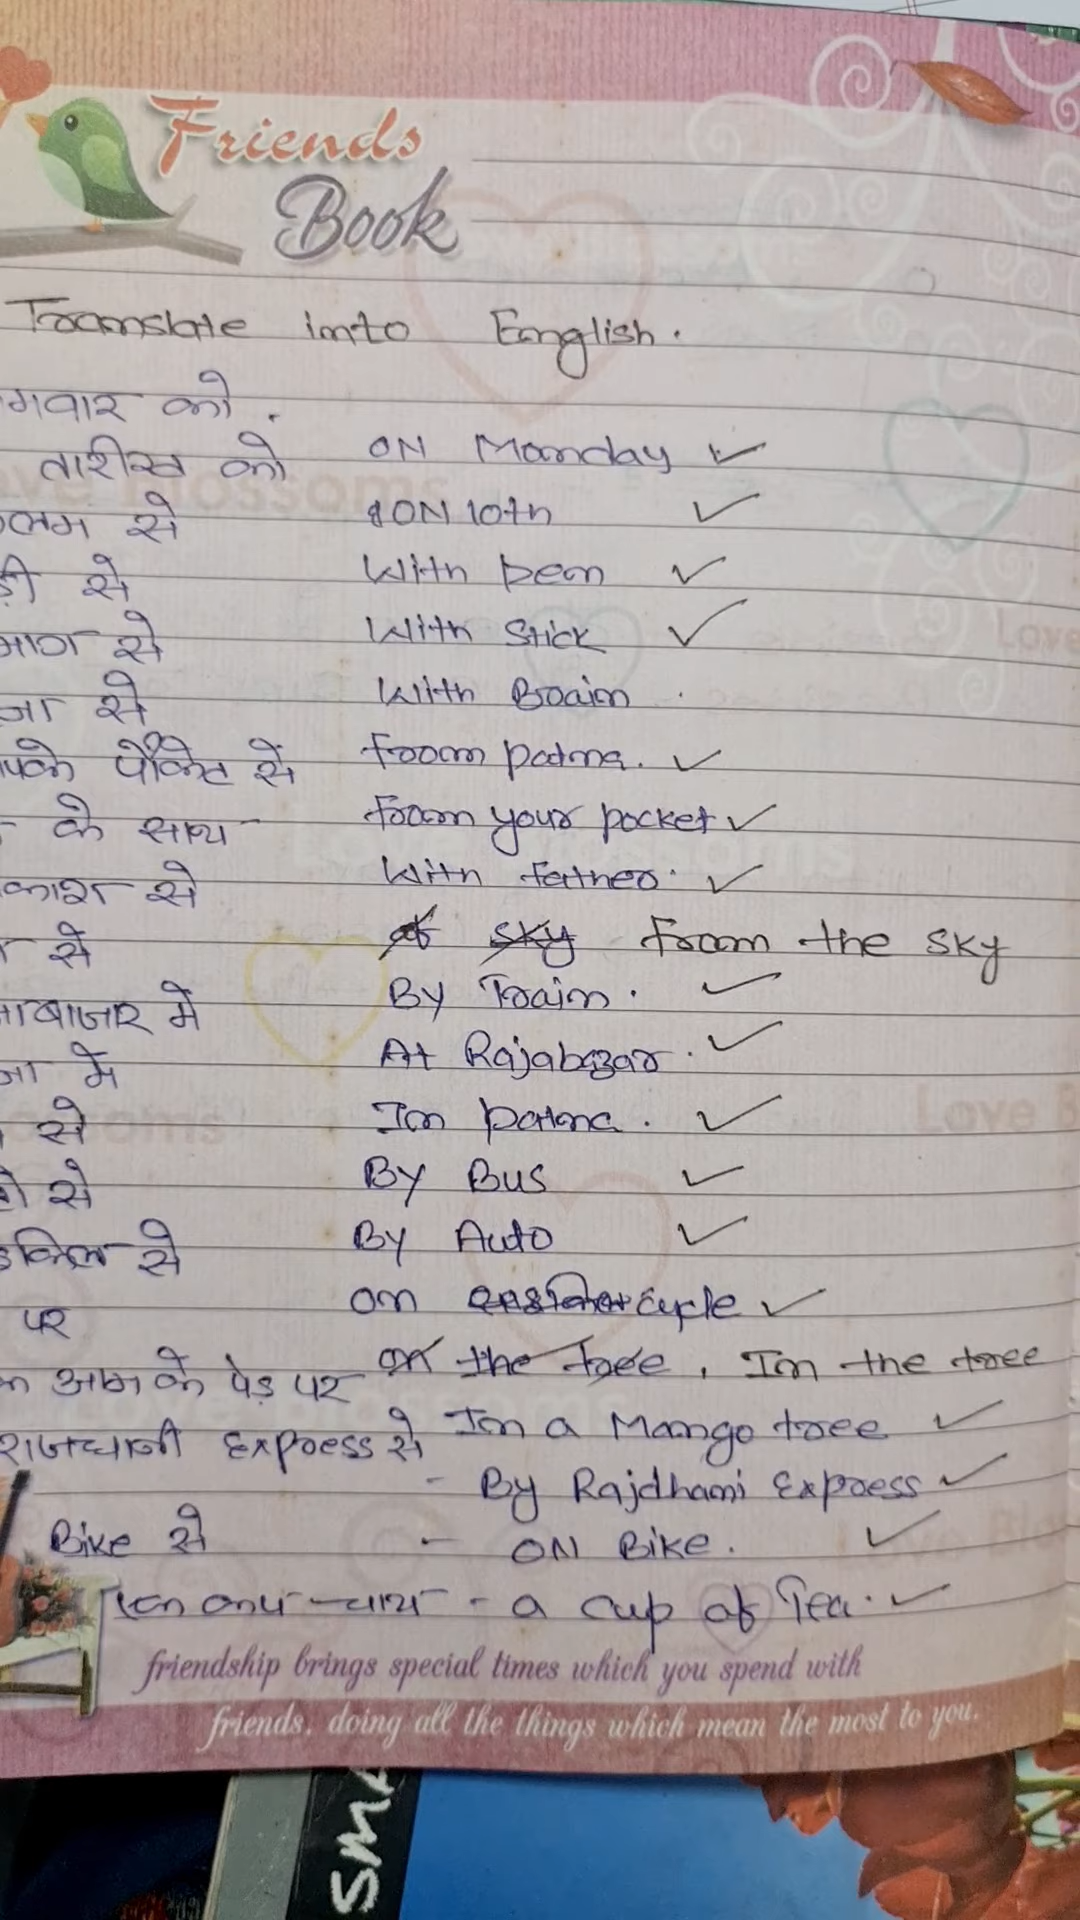 Friends
Book
Translate into English.
को.
तारीख को ON Monday
से ON 10th
से With pen
से With Stick
से With Brain
पॉकेट से From patna.
के साथ From your pocket
से With father.
से of sky From the sky
बाजार में By Train.
में At Rajabazar.
से In patna.
से By Bus
से By Auto
पर on cycle
आम के पेड़ पर on the tree, In the tree
राजधानी Express से In a Mango tree
- By Rajdhani Express
Bike से - ON Bike.
एक कप चाय - a cup of Tea.
friendship brings special times which you spend with
friends. doing all the things which mean the most to you.
SMA